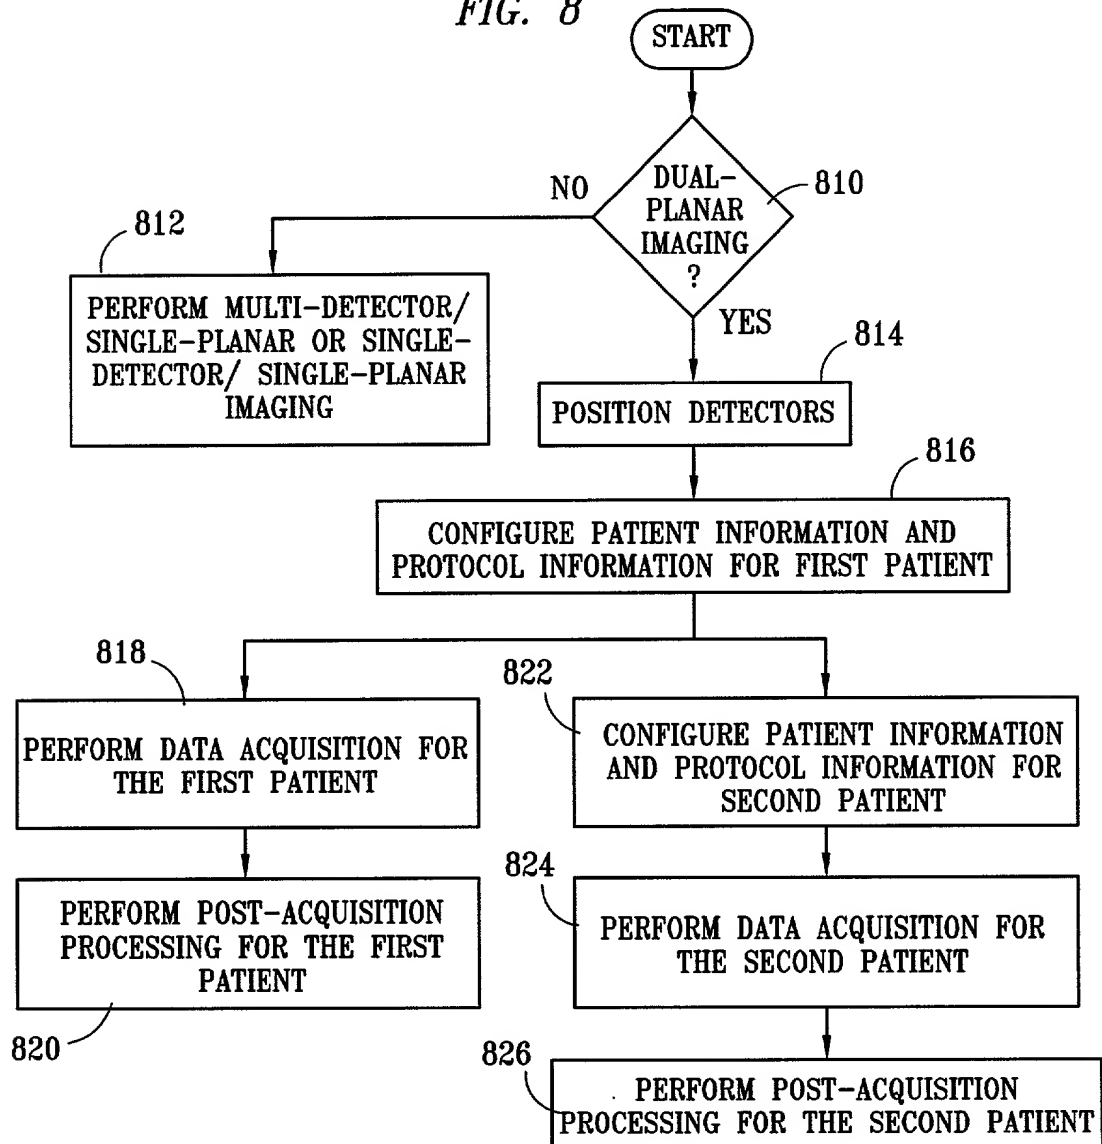 FIG. 8
START
DUAL-
PLANAR
IMAGING
?
810
NO
812
PERFORM MULTI-DETECTOR/
SINGLE-PLANAR OR SINGLE-
DETECTOR/ SINGLE-PLANAR
IMAGING
YES
814
POSITION DETECTORS
816
CONFIGURE PATIENT INFORMATION AND
PROTOCOL INFORMATION FOR FIRST PATIENT
818
PERFORM DATA ACQUISITION FOR
THE FIRST PATIENT
822
CONFIGURE PATIENT INFORMATION
AND PROTOCOL INFORMATION FOR
SECOND PATIENT
PERFORM POST-ACQUISITION
PROCESSING FOR THE FIRST
PATIENT
820
824
PERFORM DATA ACQUISITION FOR
THE SECOND PATIENT
826
PERFORM POST-ACQUISITION
PROCESSING FOR THE SECOND PATIENT